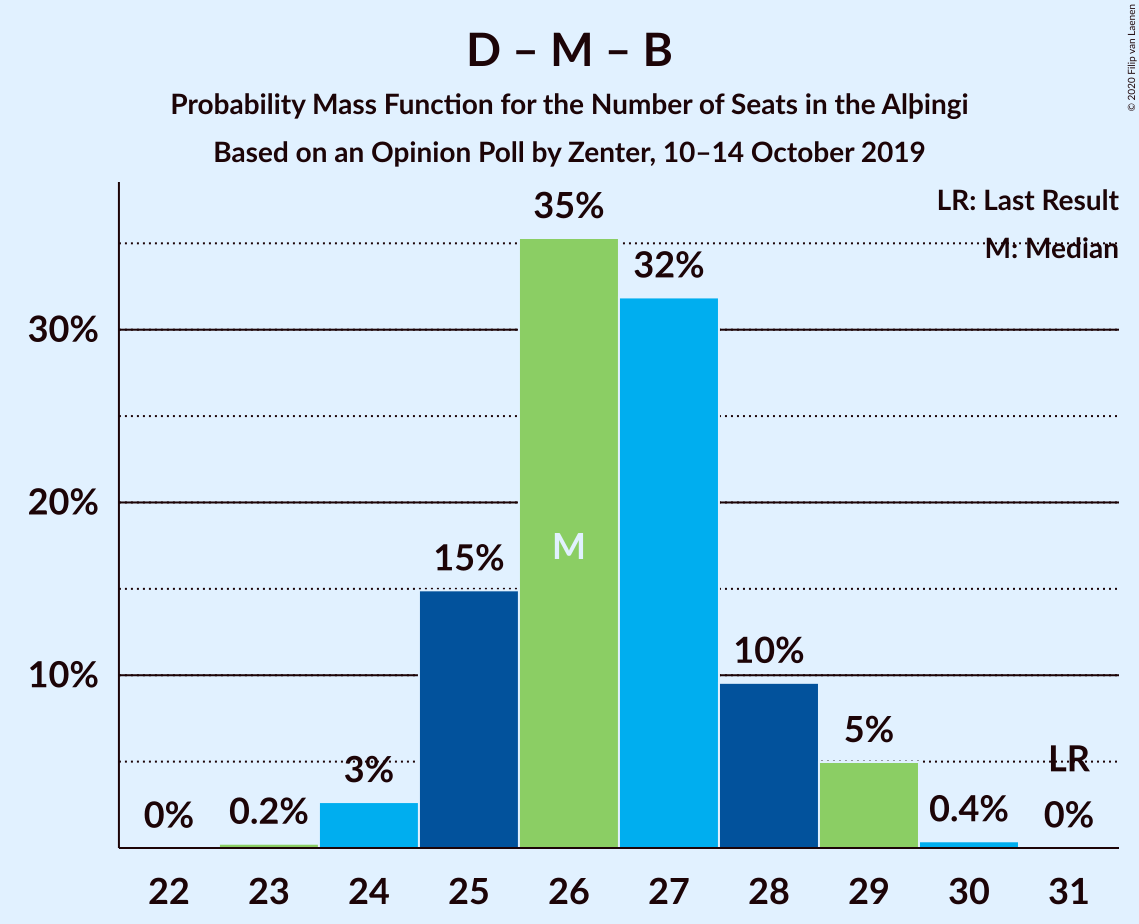 D – M – B
Probability Mass Function for the Number of Seats in the Alþingi
Based on an Opinion Poll by Zenter, 10–14 October 2019
© 2020 Filip van Laenen
LR: Last Result
M: Median
35%
32%
30%
20%
M
15%
10%
10%
5%
3%
LR
0%
0.2%
0.4%
0%
22 23 24 25 26 27 28 29 30 31